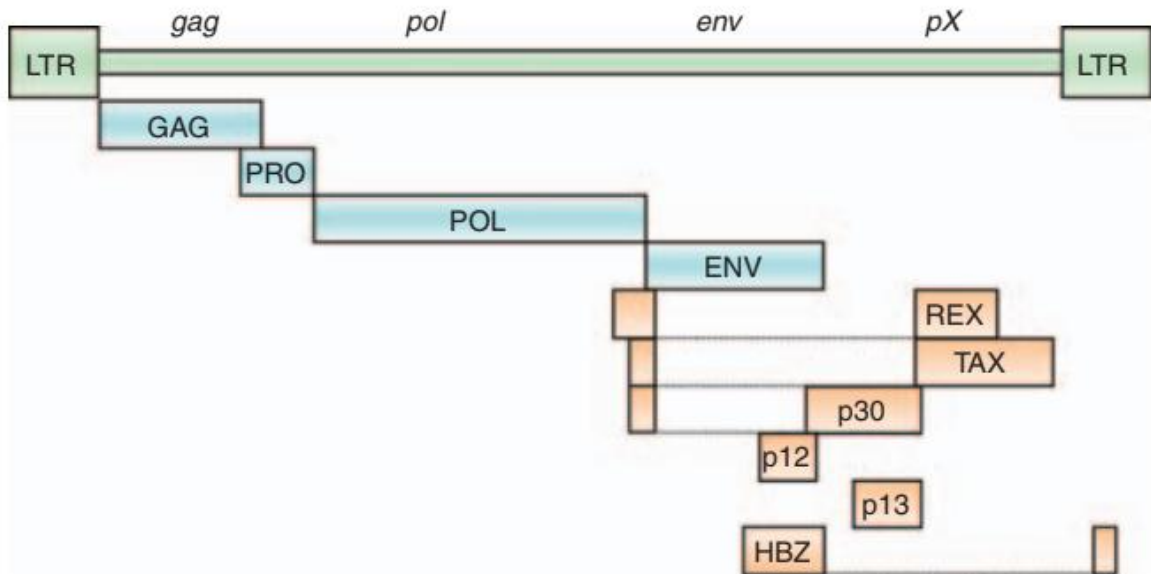 gag pol env pX
LTR LTR
GAG
PRO
POL
ENV
REX
TAX
p30
p12
p13
HBZ